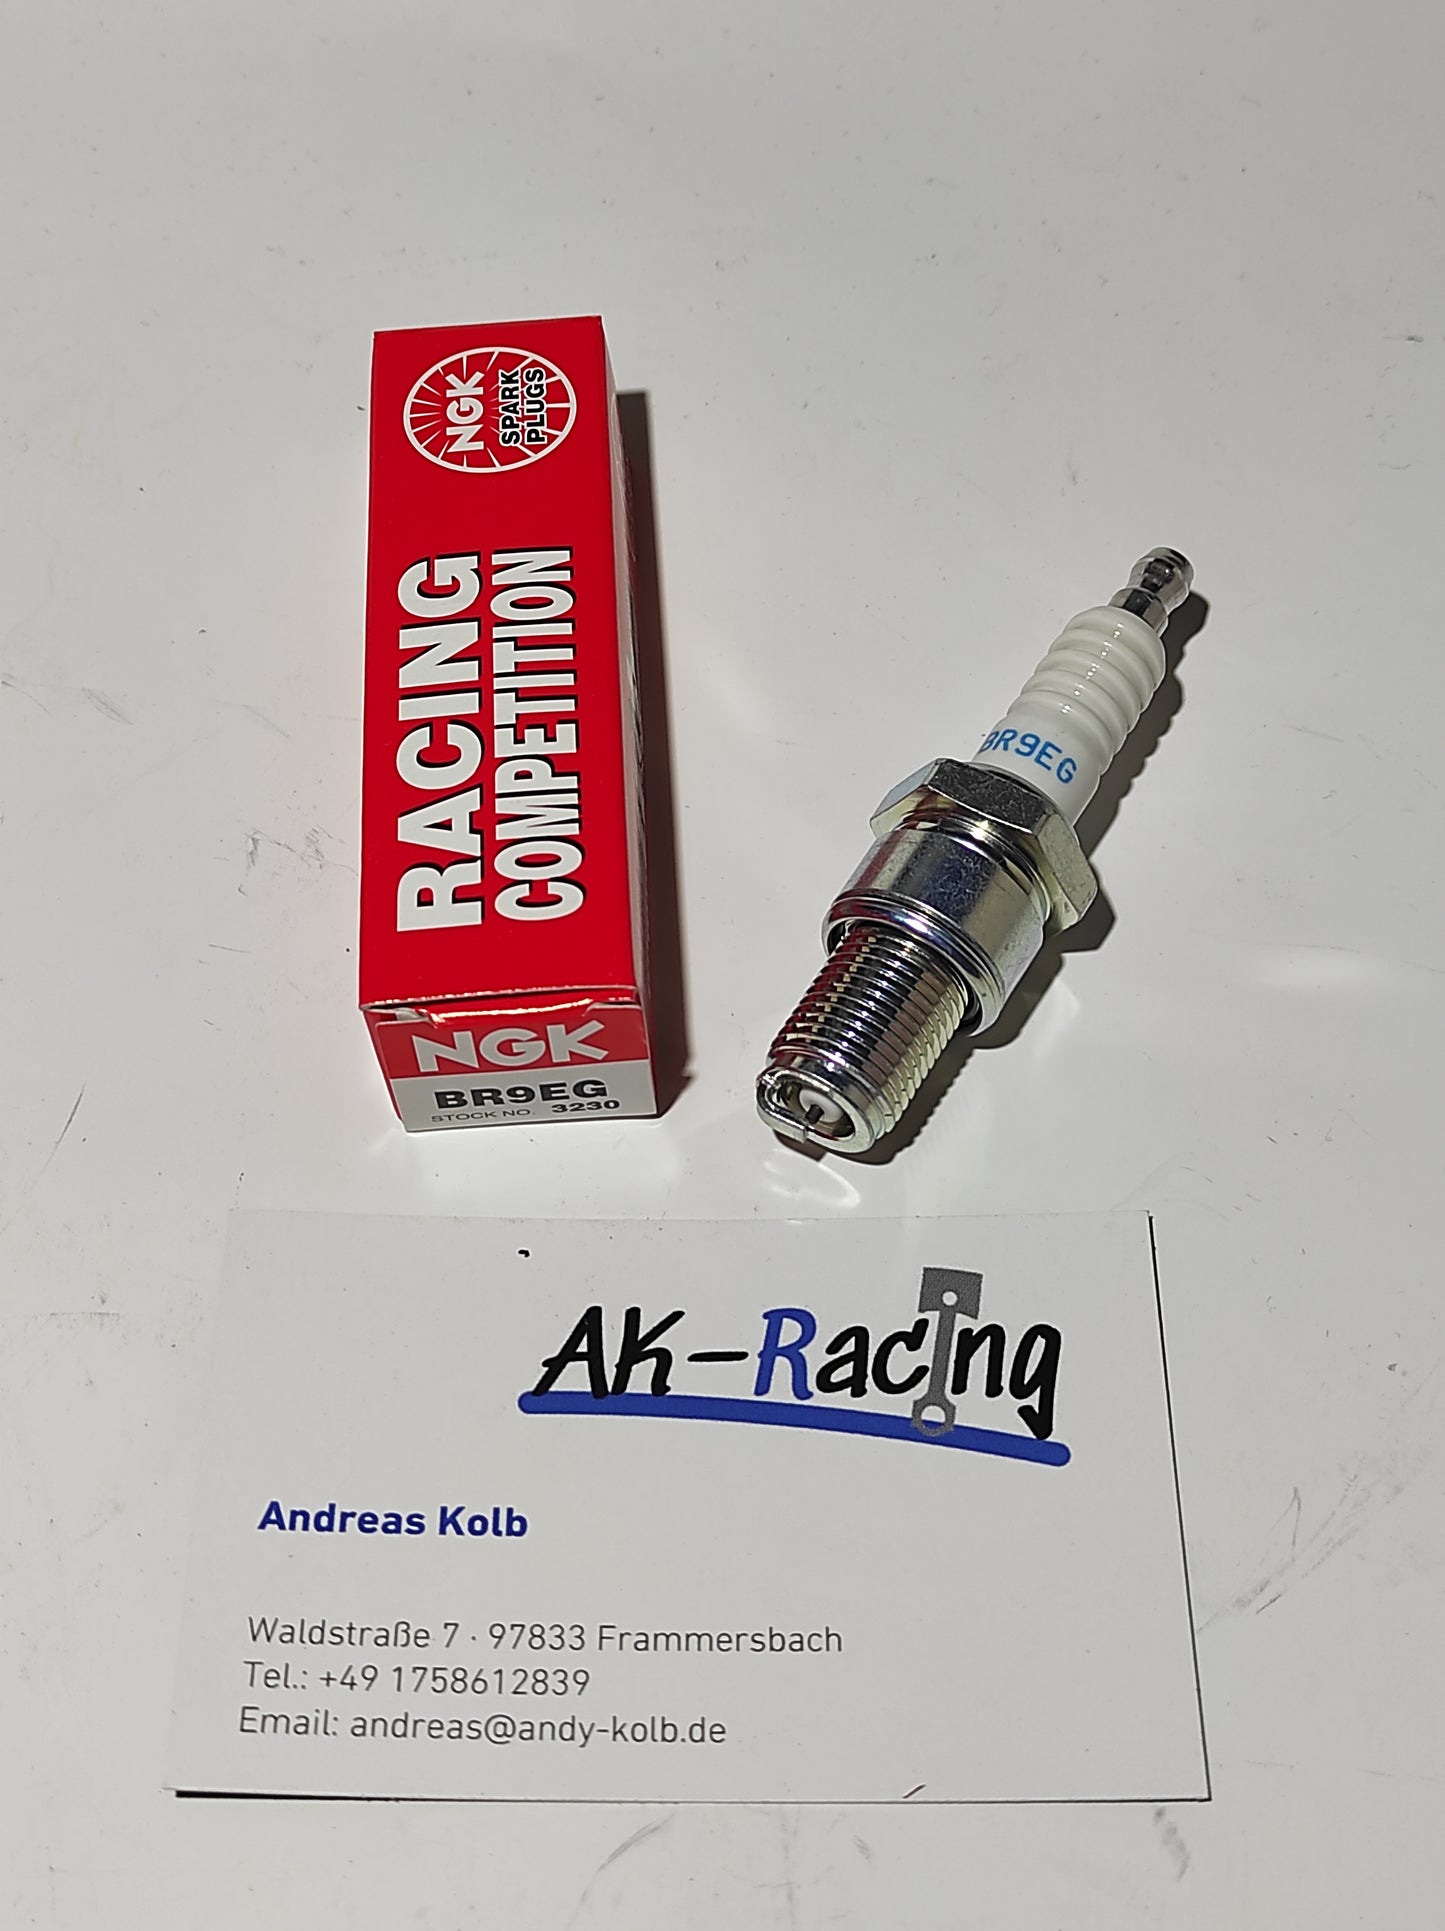 NGK
SPARK
PLUGS
RACING
COMPETITION
NGK
BR9EG
STOCK NO. 3230
BR9EG
AK-Racing
Andreas Kolb
Waldstraße 7 · 97833 Frammersbach
Tel.: +49 1758612839
Email: andreas@andy-kolb.de